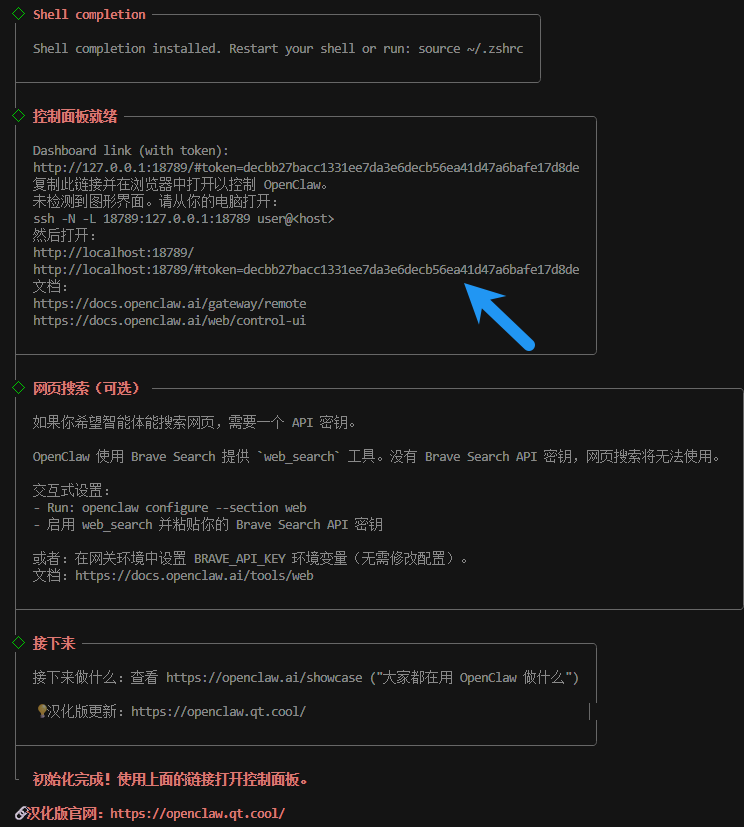 Shell completion
Shell completion installed. Restart your shell or run: source ~/.zshrc
控制面板就绪
Dashboard link (with token):
http://127.0.0.1:18789/#token=decbb27bacc1331ee7da3e6decb56ea41d47a6bafe17d8de
复制此链接并在浏览器中打开以控制 OpenClaw。
未检测到图形界面。请从你的电脑打开:
ssh -N -L 18789:127.0.0.1:18789 user@<host>
然后打开:
http://localhost:18789/
http://localhost:18789/#token=decbb27bacc1331ee7da3e6decb56ea41d47a6bafe17d8de
文档:
https://docs.openclaw.ai/gateway/remote
https://docs.openclaw.ai/web/control-ui
网页搜索（可选）
如果你希望智能体能搜索网页，需要一个 API 密钥。
OpenClaw 使用 Brave Search 提供 `web_search` 工具。没有 Brave Search API 密钥，网页搜索将无法使用。
交互式设置:
- Run: openclaw configure --section web
- 启用 web_search 并粘贴你的 Brave Search API 密钥
或者: 在网关环境中设置 BRAVE_API_KEY 环境变量（无需修改配置）。
文档: https://docs.openclaw.ai/tools/web
接下来
接下来做什么: 查看 https://openclaw.ai/showcase ("大家都在用 OpenClaw 做什么")
💡汉化版更新: https://openclaw.qt.cool/
初始化完成! 使用上面的链接打开控制面板。
🔗汉化版官网: https://openclaw.qt.cool/